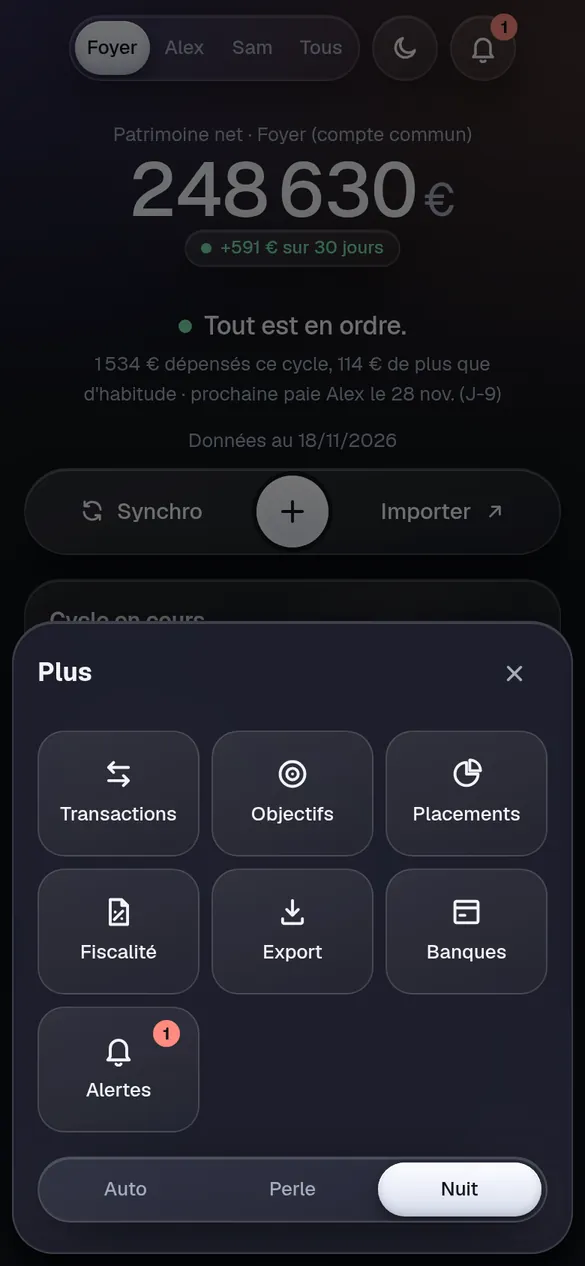 Foyer Alex Sam Tous 1
Patrimoine net · Foyer (compte commun)
248 630 €
+591 € sur 30 jours
Tout est en ordre.
1 534 € dépensés ce cycle, 114 € de plus que
d'habitude · prochaine paie Alex le 28 nov. (J-9)
Données au 18/11/2026
Synchro + Importer
Cycle en cours
Plus
Transactions Objectifs Placements
Fiscalité Export Banques
1
Alertes
Auto Perle Nuit